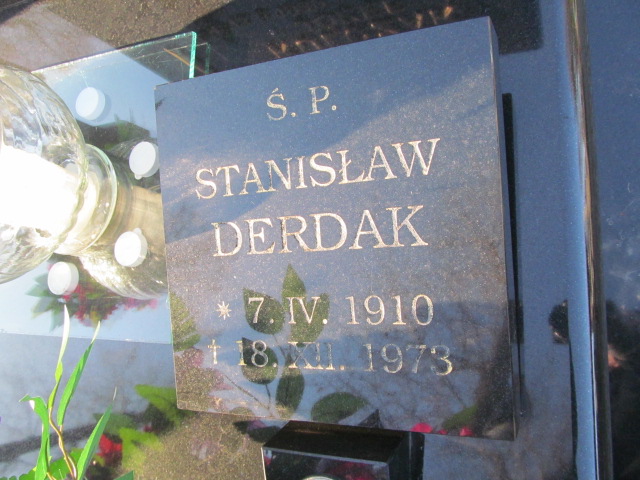 Ś. P.
STANISŁAW
DERDAK
* 7. IV. 1910
† 18. XII. 1973